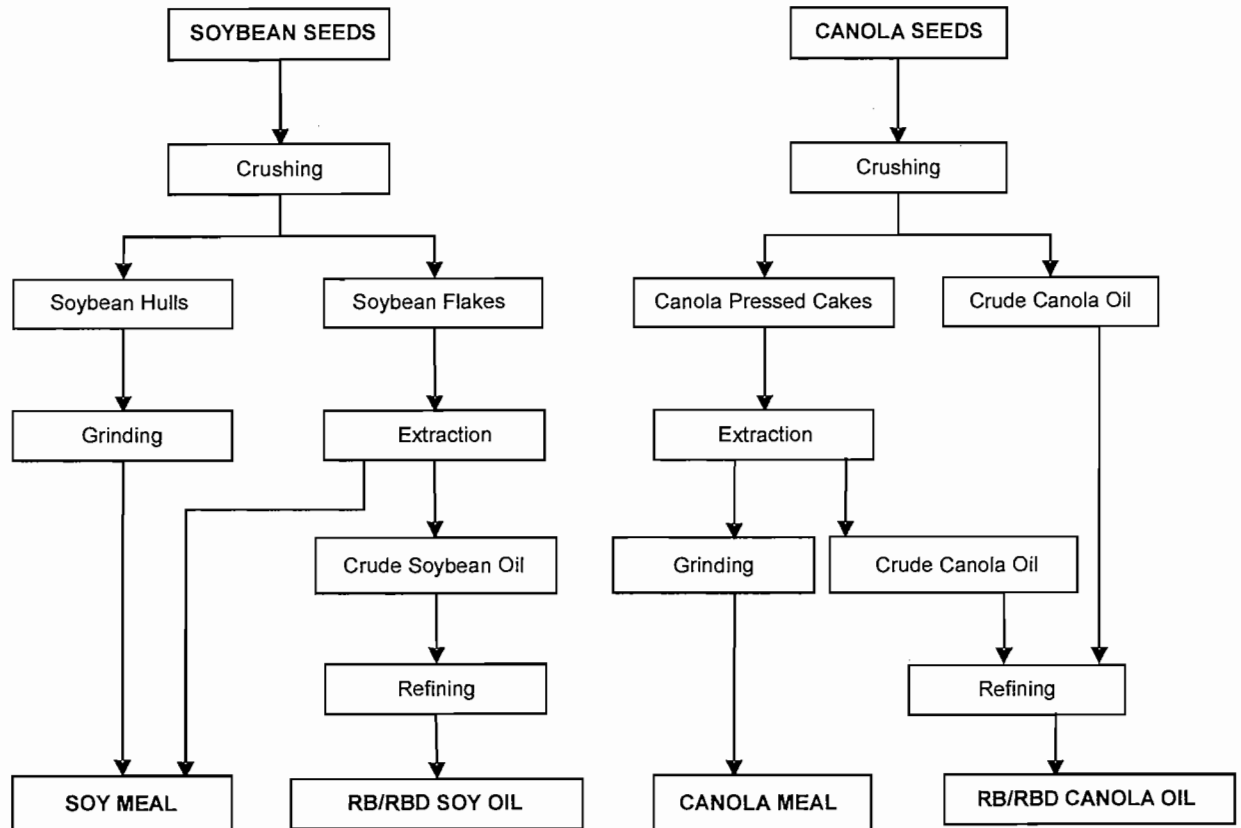 SOYBEAN SEEDS
CANOLA SEEDS
Crushing
Crushing
Soybean Hulls
Soybean Flakes
Canola Pressed Cakes
Crude Canola Oil
Grinding
Extraction
Extraction
Crude Soybean Oil
Grinding
Crude Canola Oil
Refining
Refining
SOY MEAL
RB/RBD SOY OIL
CANOLA MEAL
RB/RBD CANOLA OIL